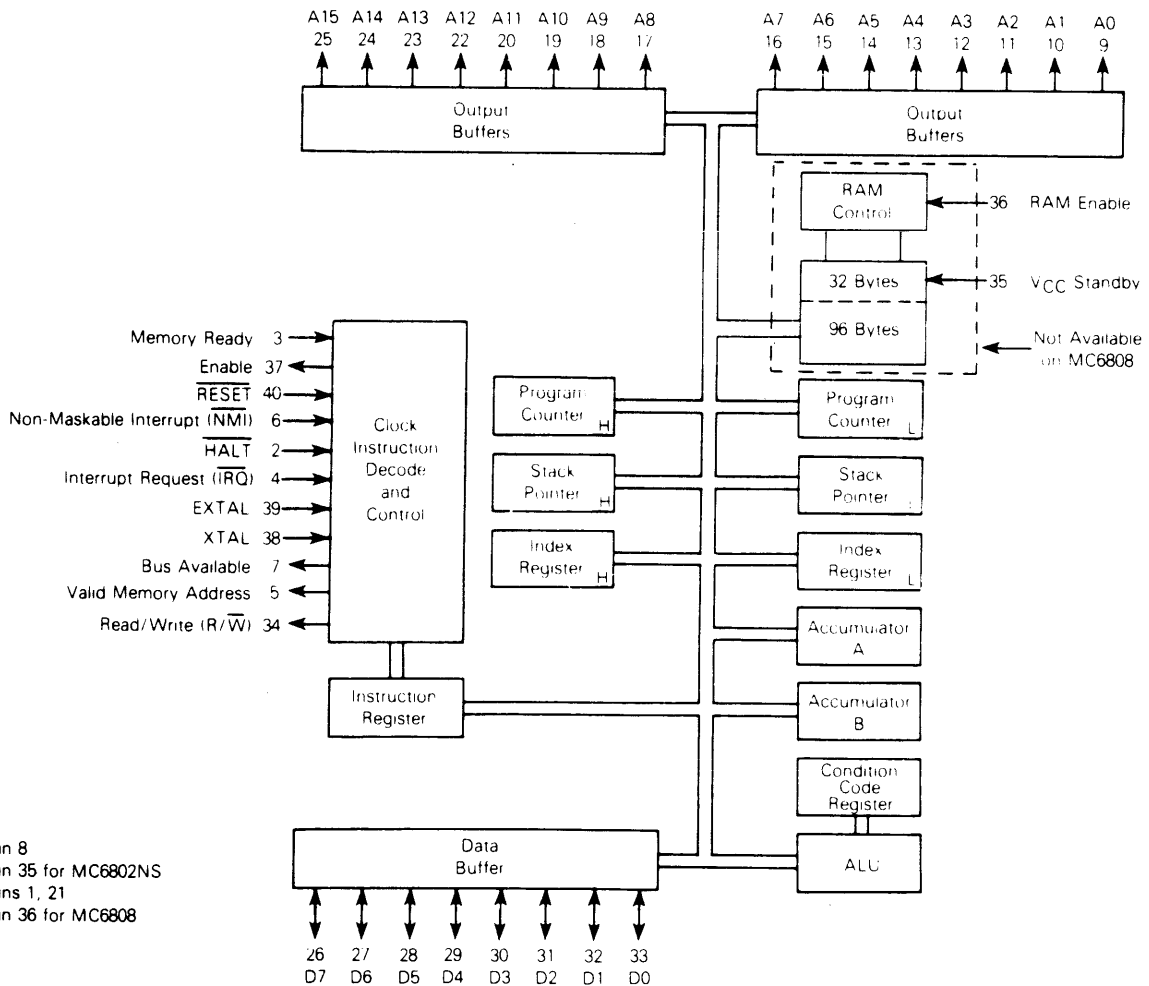 A15 A14 A13 A12 A11 A10 A9 A8
25 24 23 22 20 19 18 17
A7 A6 A5 A4 A3 A2 A1 A0
16 15 14 13 12 11 10 9
Output
Buffers
Output
Buffers
RAM
Control
36 RAM Enable
32 Bytes
35 VCC Standby
96 Bytes
Not Available
on MC6808
Memory Ready 3
Enable 37
RESET 40
Non-Maskable Interrupt (NMI) 6
HALT 2
Interrupt Request (IRQ) 4
EXTAL 39
XTAL 38
Bus Available 7
Valid Memory Address 5
Read/Write (R/W) 34
Clock
Instruction
Decode
and
Control
Program
Counter
H
Program
Counter
L
Stack
Pointer
H
Stack
Pointer
Index
Register
H
Index
Register
L
Accumulator
A
Instruction
Register
Accumulator
B
Condition
Code
Register
Data
Buffer
ALU
8
35 for MC6802NS
1, 21
36 for MC6808
26 27 28 29 30 31 32 33
D7 D6 D5 D4 D3 D2 D1 D0